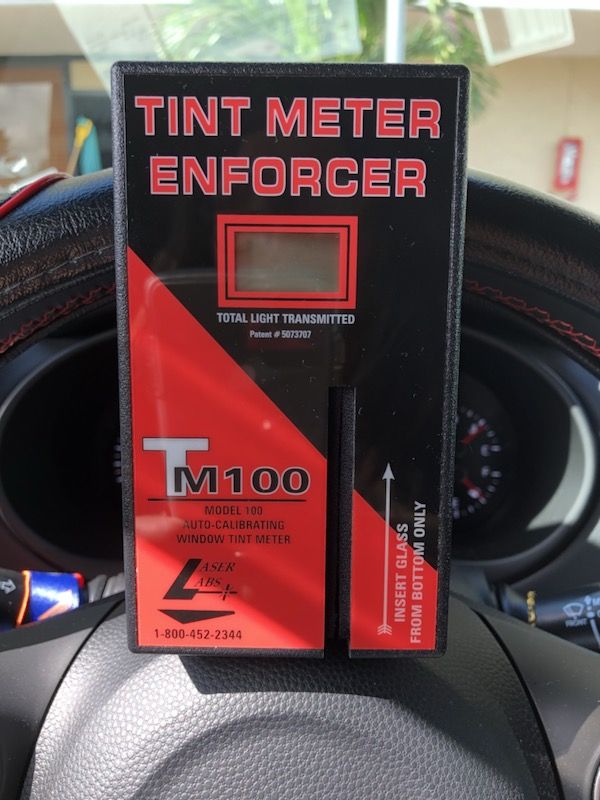 TINT METER
ENFORCER
TOTAL LIGHT TRANSMITTED
Patent # 5073707
TM100
MODEL 100
AUTO-CALIBRATING
WINDOW TINT METER
LASER
LABS
1-800-452-2344
INSERT GLASS
FROM BOTTOM ONLY
FRONT